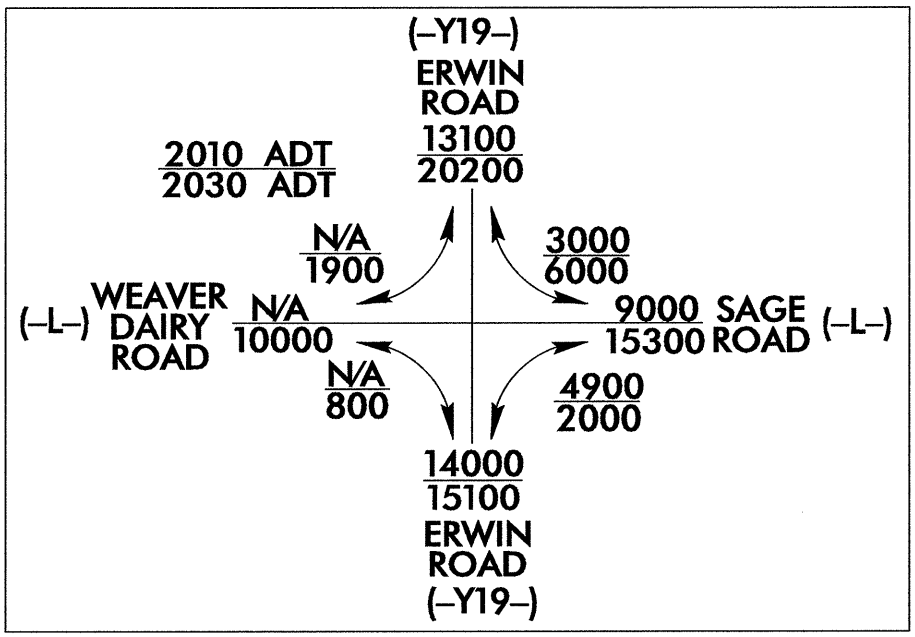 (–Y19–)
ERWIN
ROAD
13100
20200
2010 ADT
2030 ADT
N/A
1900
3000
6000
(–L–)
WEAVER
DAIRY
ROAD
N/A
10000
9000
15300
SAGE
ROAD
(–L–)
N/A
800
4900
2000
14000
15100
ERWIN
ROAD
(–Y19–)